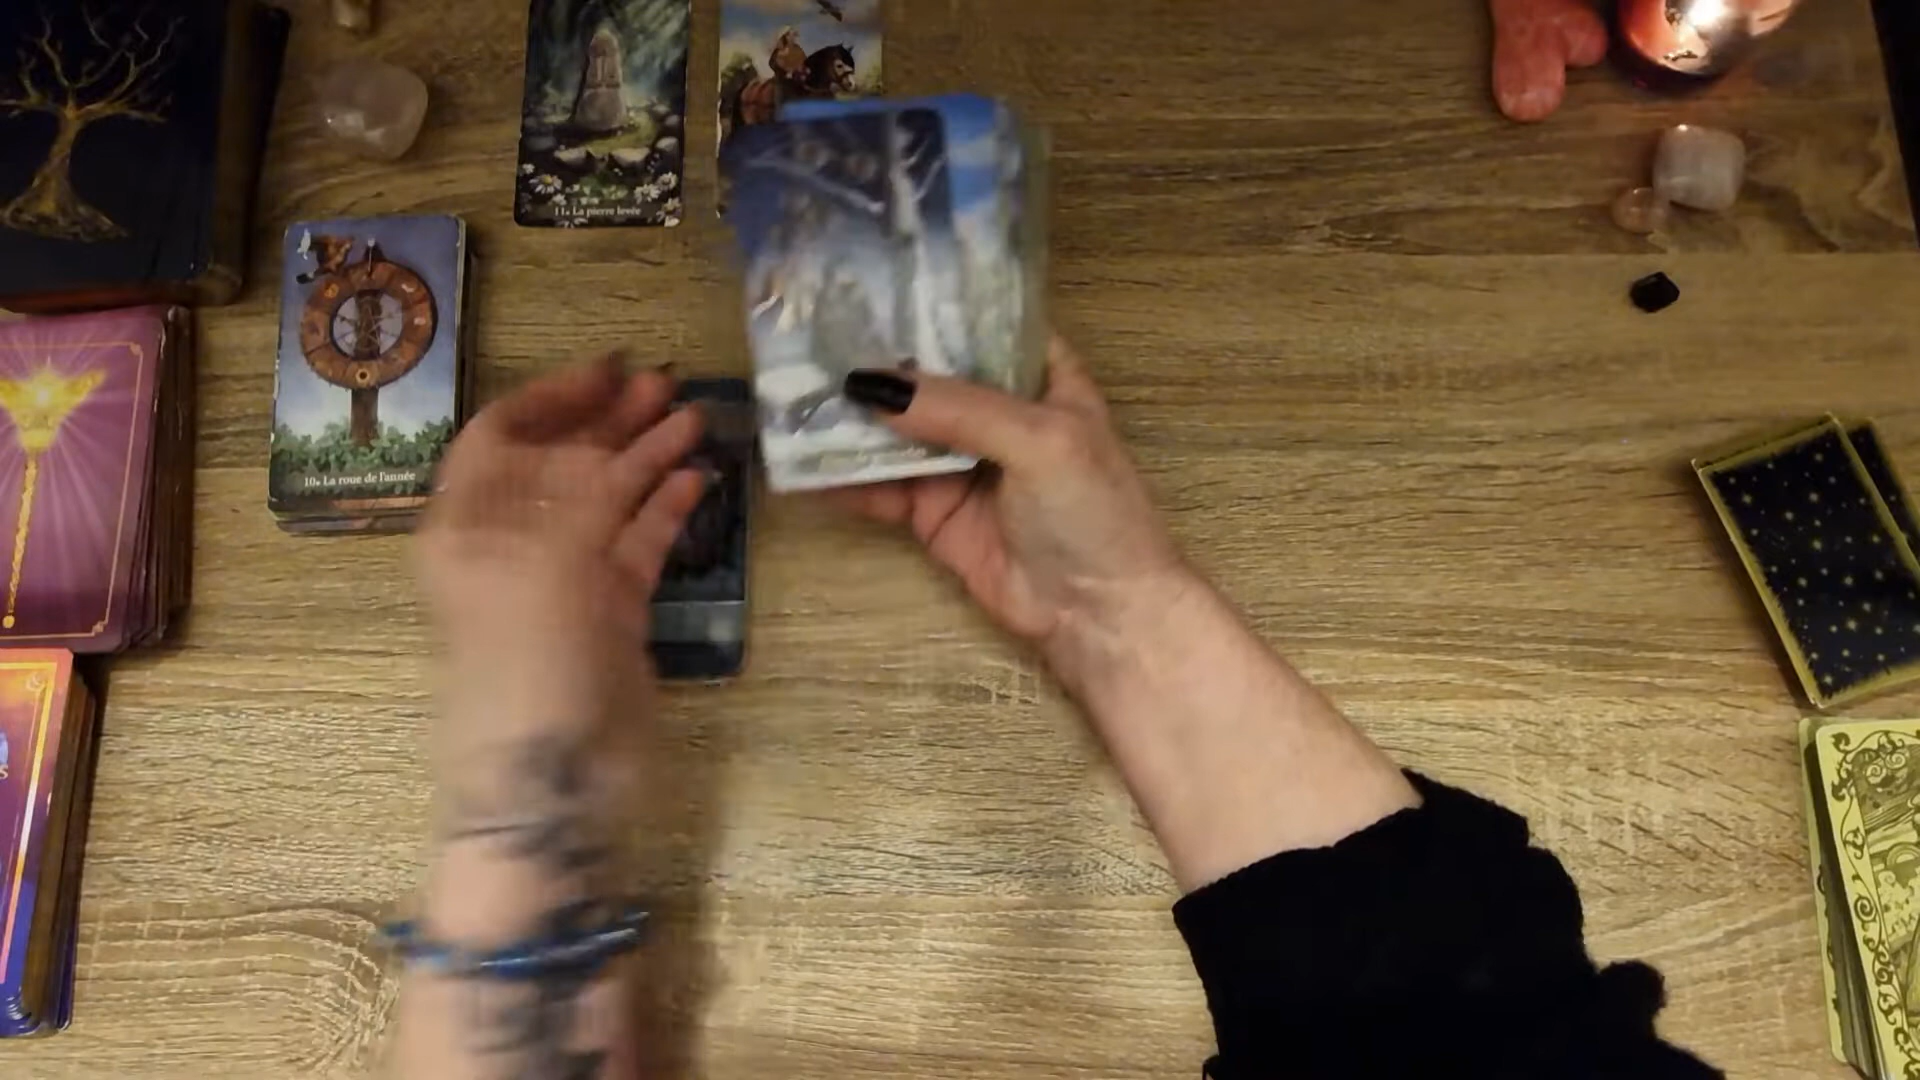 11. La pierre levée
10. La roue de l'année